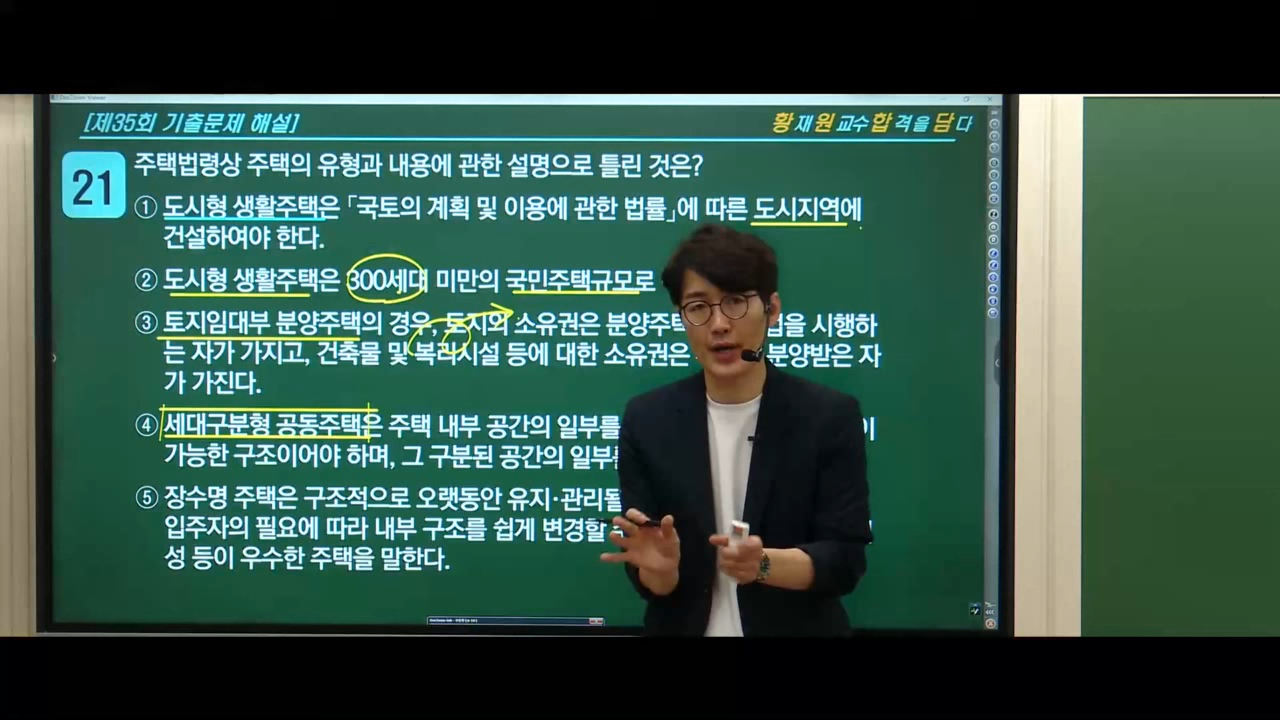 [제35회 기출문제 해설]
황재원교수합격을담다
21
주택법령상 주택의 유형과 내용에 관한 설명으로 틀린 것은?
① 도시형 생활주택은 「국토의 계획 및 이용에 관한 법률」에 따른 도시지역에
건설하여야 한다.
② 도시형 생활주택은 300세대 미만의 국민주택규모로
③ 토지임대부 분양주택의 경우, 토지의 소유권은 분양주택 을 시행하
는 자가 가지고, 건축물 및 복리시설 등에 대한 소유권은 분양받은 자
가 가진다.
④ 세대구분형 공동주택은 주택 내부 공간의 일부를 이
가능한 구조이어야 하며, 그 구분된 공간의 일부를
⑤ 장수명 주택은 구조적으로 오랫동안 유지·관리될
입주자의 필요에 따라 내부 구조를 쉽게 변경할
성 등이 우수한 주택을 말한다.